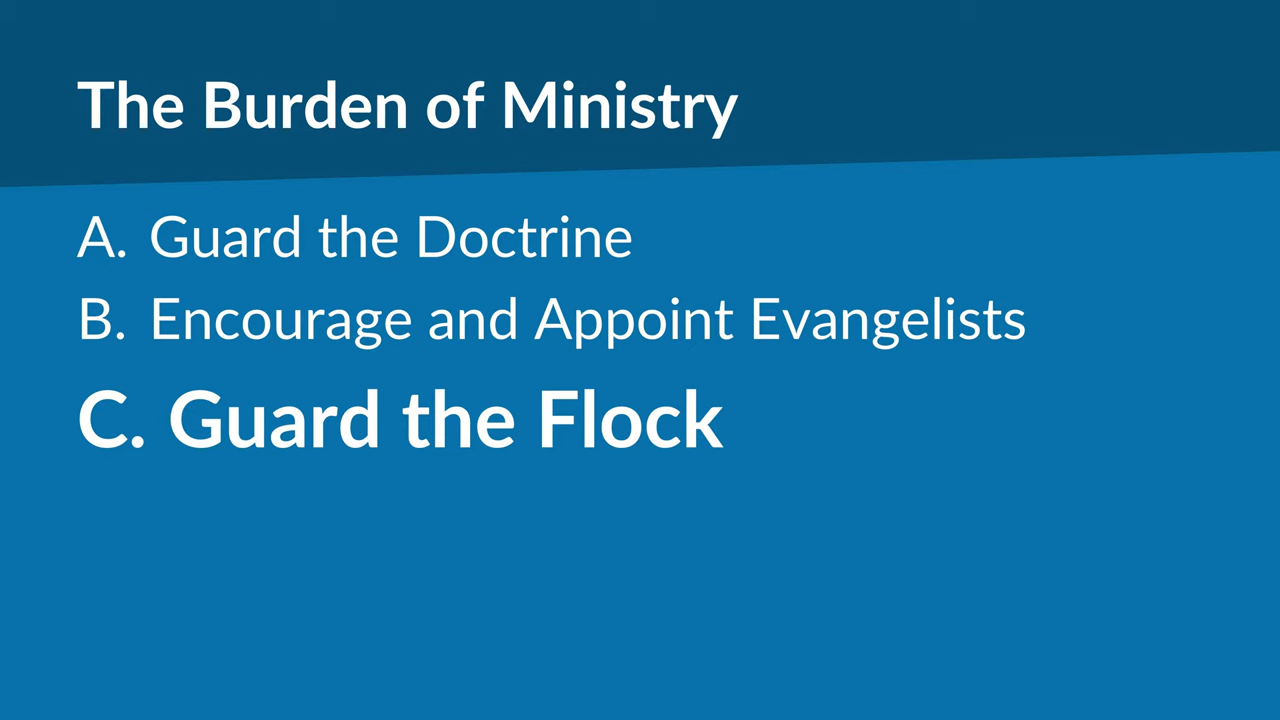 The Burden of Ministry
A. Guard the Doctrine
B. Encourage and Appoint Evangelists
C. Guard the Flock